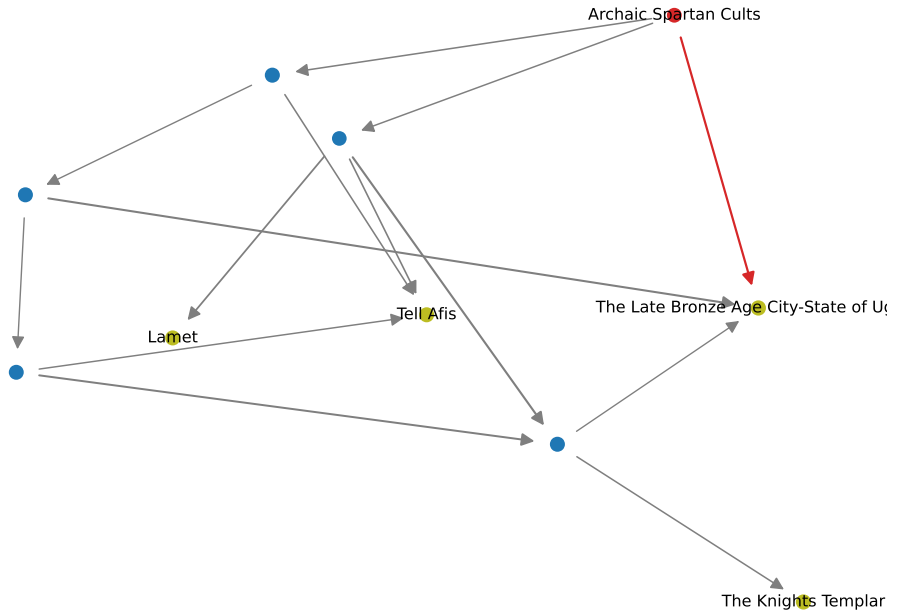 Archaic Spartan Cults
The Late Bronze Age City-State of Ug
Tell Afis
Lamet
The Knights Templar